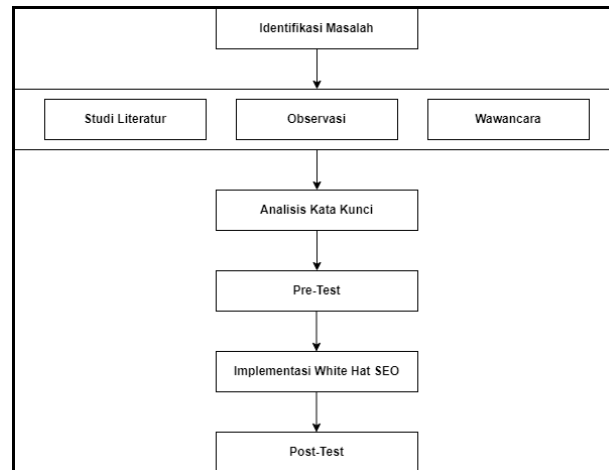 Identifikasi Masalah
Studi Literatur
Observasi
Wawancara
Analisis Kata Kunci
Pre-Test
Implementasi White Hat SEO
Post-Test